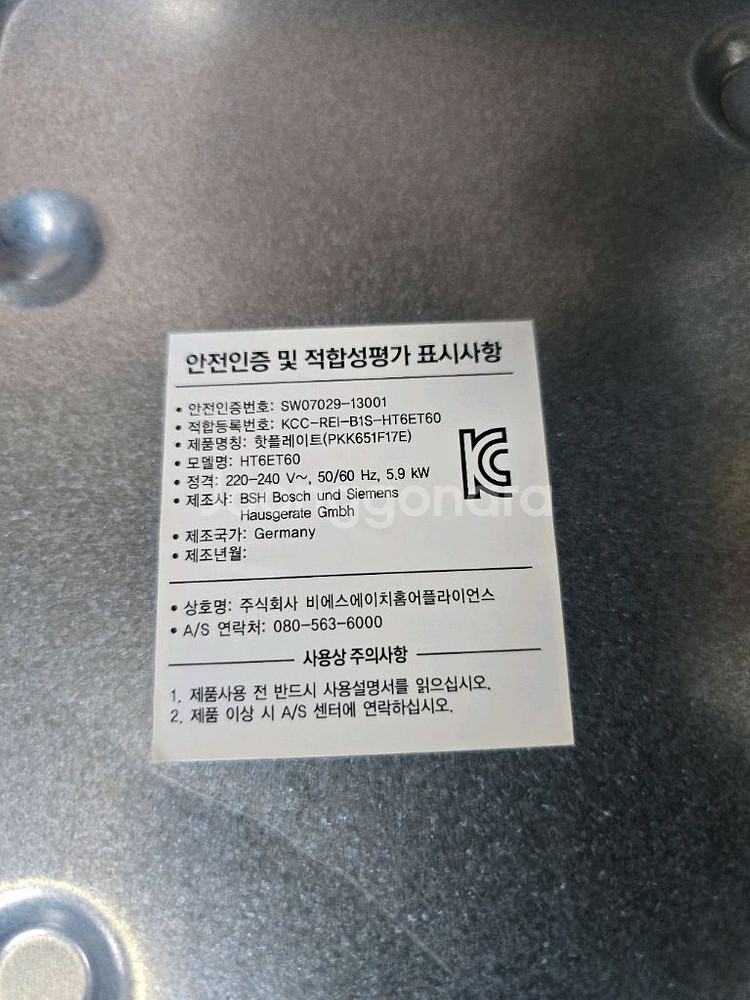 안전인증 및 적합성평가 표시사항
• 안전인증번호: SW07029-13001
• 적합등록번호: KCC-REI-B1S-HT6ET60
• 제품명칭: 핫플레이트(PKK651F17E)
• 모델명: HT6ET60
• 정격: 220-240 V~, 50/60 Hz, 5.9 kW
• 제조사: BSH Bosch und Siemens
Hausgerate Gmbh
• 제조국가: Germany
• 제조년월:
• 상호명: 주식회사 비에스에이치홈어플라이언스
• A/S 연락처: 080-563-6000
사용상 주의사항
1. 제품사용 전 반드시 사용설명서를 읽으십시오.
2. 제품 이상 시 A/S 센터에 연락하십시오.